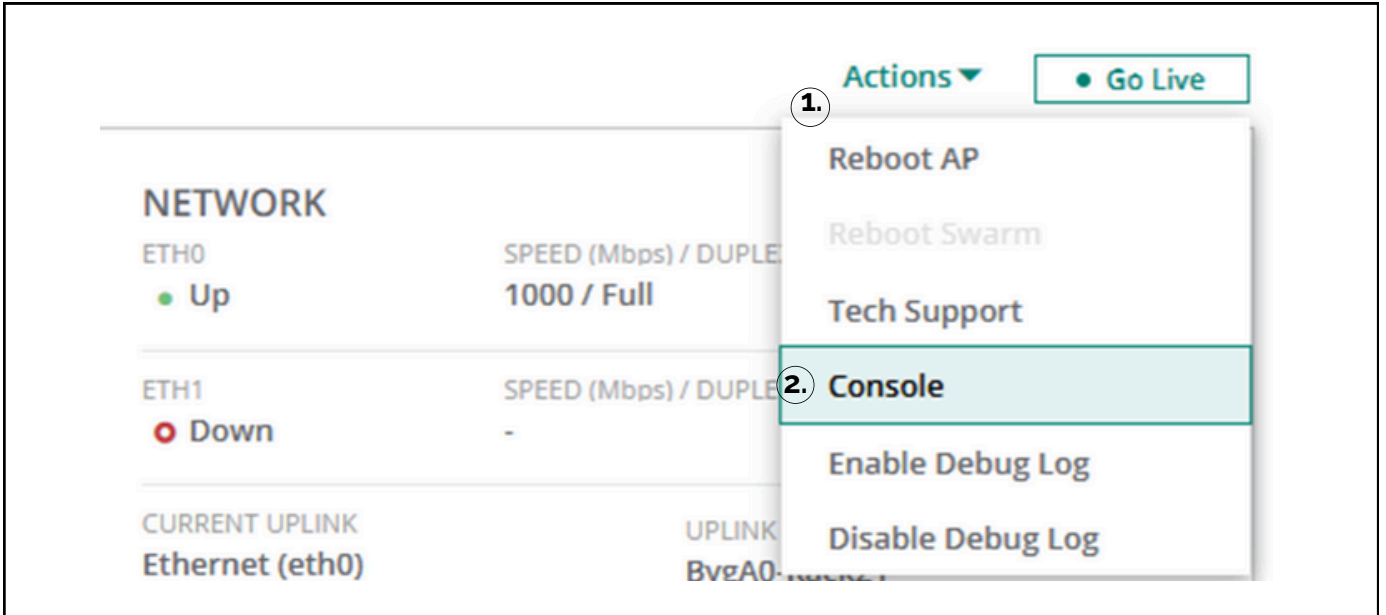 Actions Go Live
1.
Reboot AP
NETWORK
Reboot Swarm
ETH0 SPEED (Mbps) / DUPLE
Up 1000 / Full
Tech Support
ETH1 SPEED (Mbps) / DUPLE
2. Console
Down -
Enable Debug Log
CURRENT UPLINK UPLINK
Disable Debug Log
Ethernet (eth0)